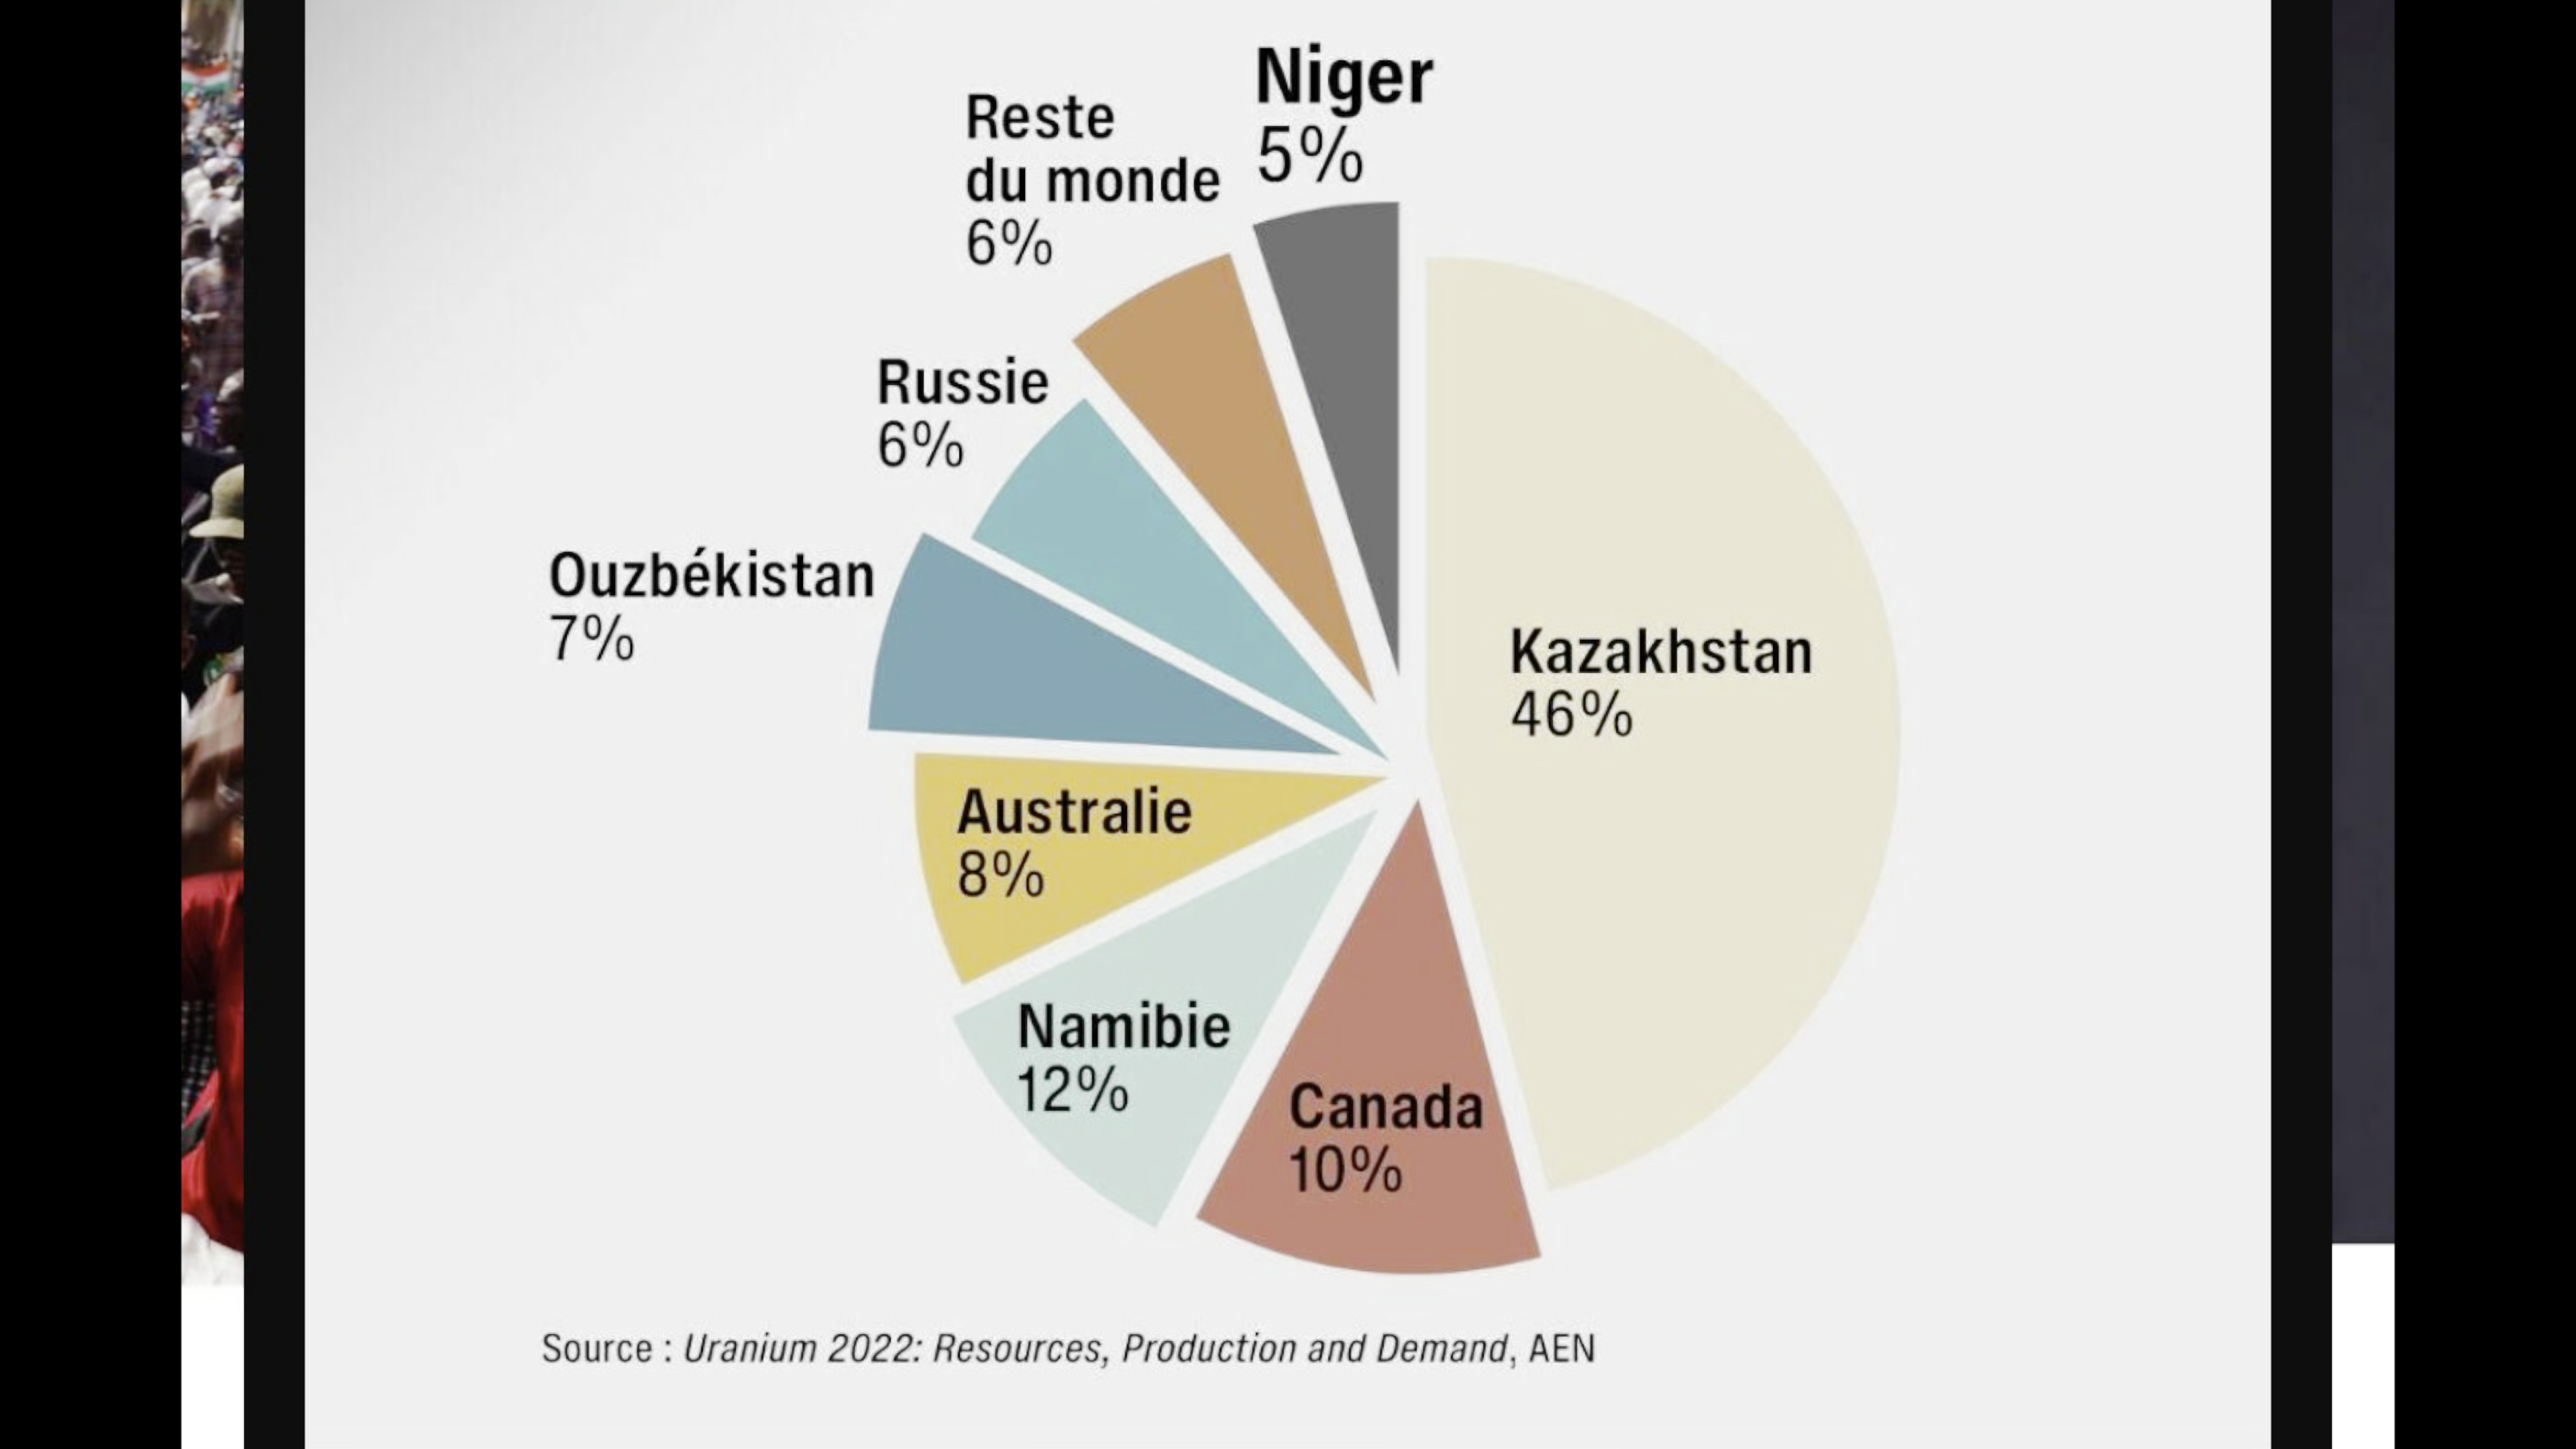 Niger
5%
Reste
du monde
6%
Russie
6%
Ouzbékistan
7%
Kazakhstan
46%
Australie
8%
Namibie
12%
Canada
10%
Source : Uranium 2022: Resources, Production and Demand, AEN